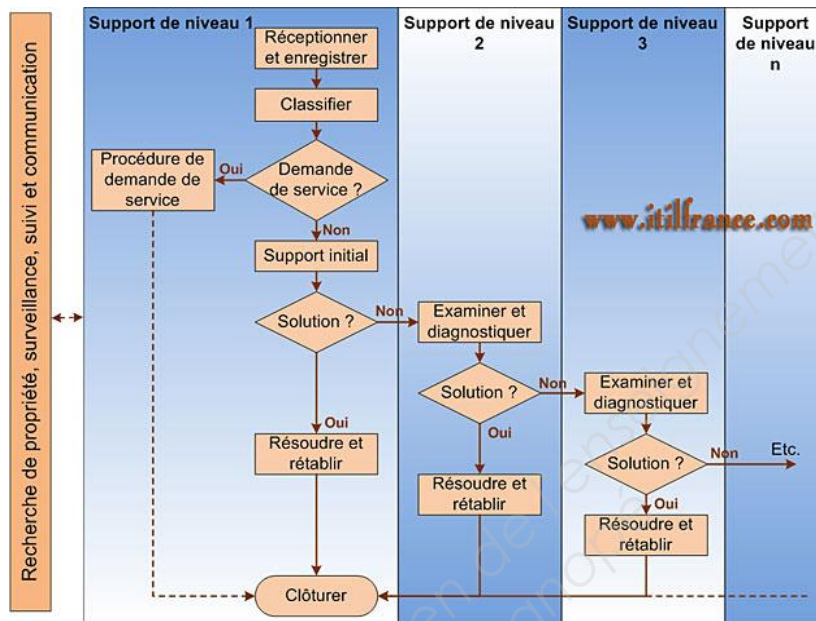 Support de niveau 1
Support de niveau
2
Support de niveau
3
Support
de niveau
n
Recherche de propriété, surveillance, suivi et communication
Réceptionner
et enregistrer
Classifier
Procédure de
demande de
service
Oui
Demande
de service ?
Non
www.itilfrance.com
Support initial
Solution ?
Non
Examiner et
diagnostiquer
Solution ?
Non
Examiner et
diagnostiquer
Oui
Oui
Résoudre et
rétablir
Solution ?
Non
Etc.
Résoudre et
rétablir
Oui
Résoudre et
rétablir
Clôturer